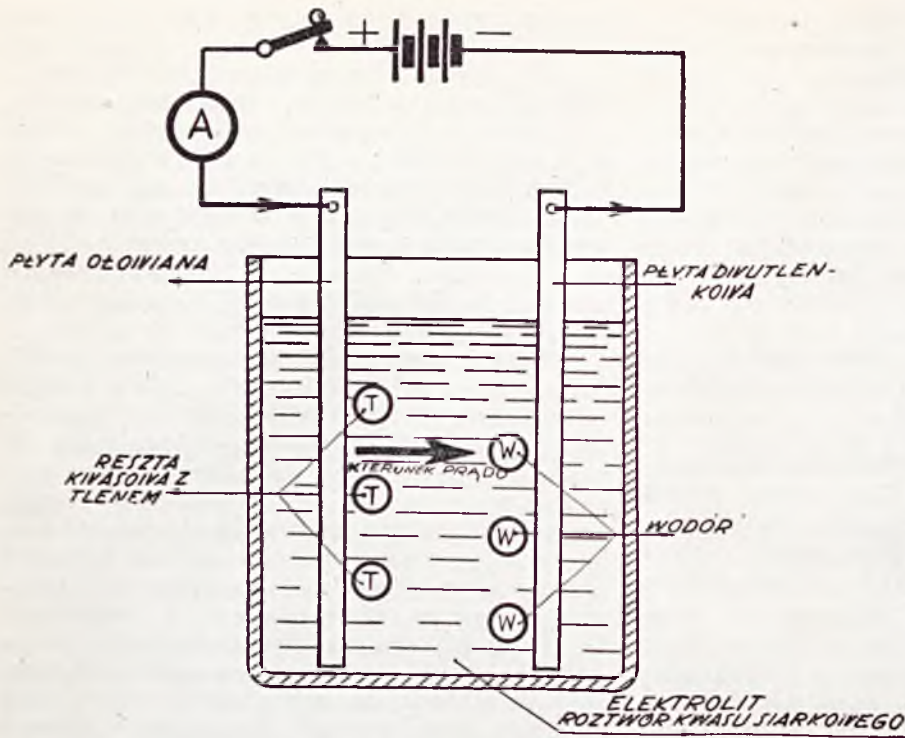 + −
A
PŁYTA OŁOWIANA
PŁYTA DWUTLEN-
KOWA
T
W
KIERUNEK PRĄDU
RESZTA
KWASOWA Z
TLENEM
T
W
WODÓR
T
W
ELEKTROLIT
ROZTWÓR KWASU SIARKOWEGO